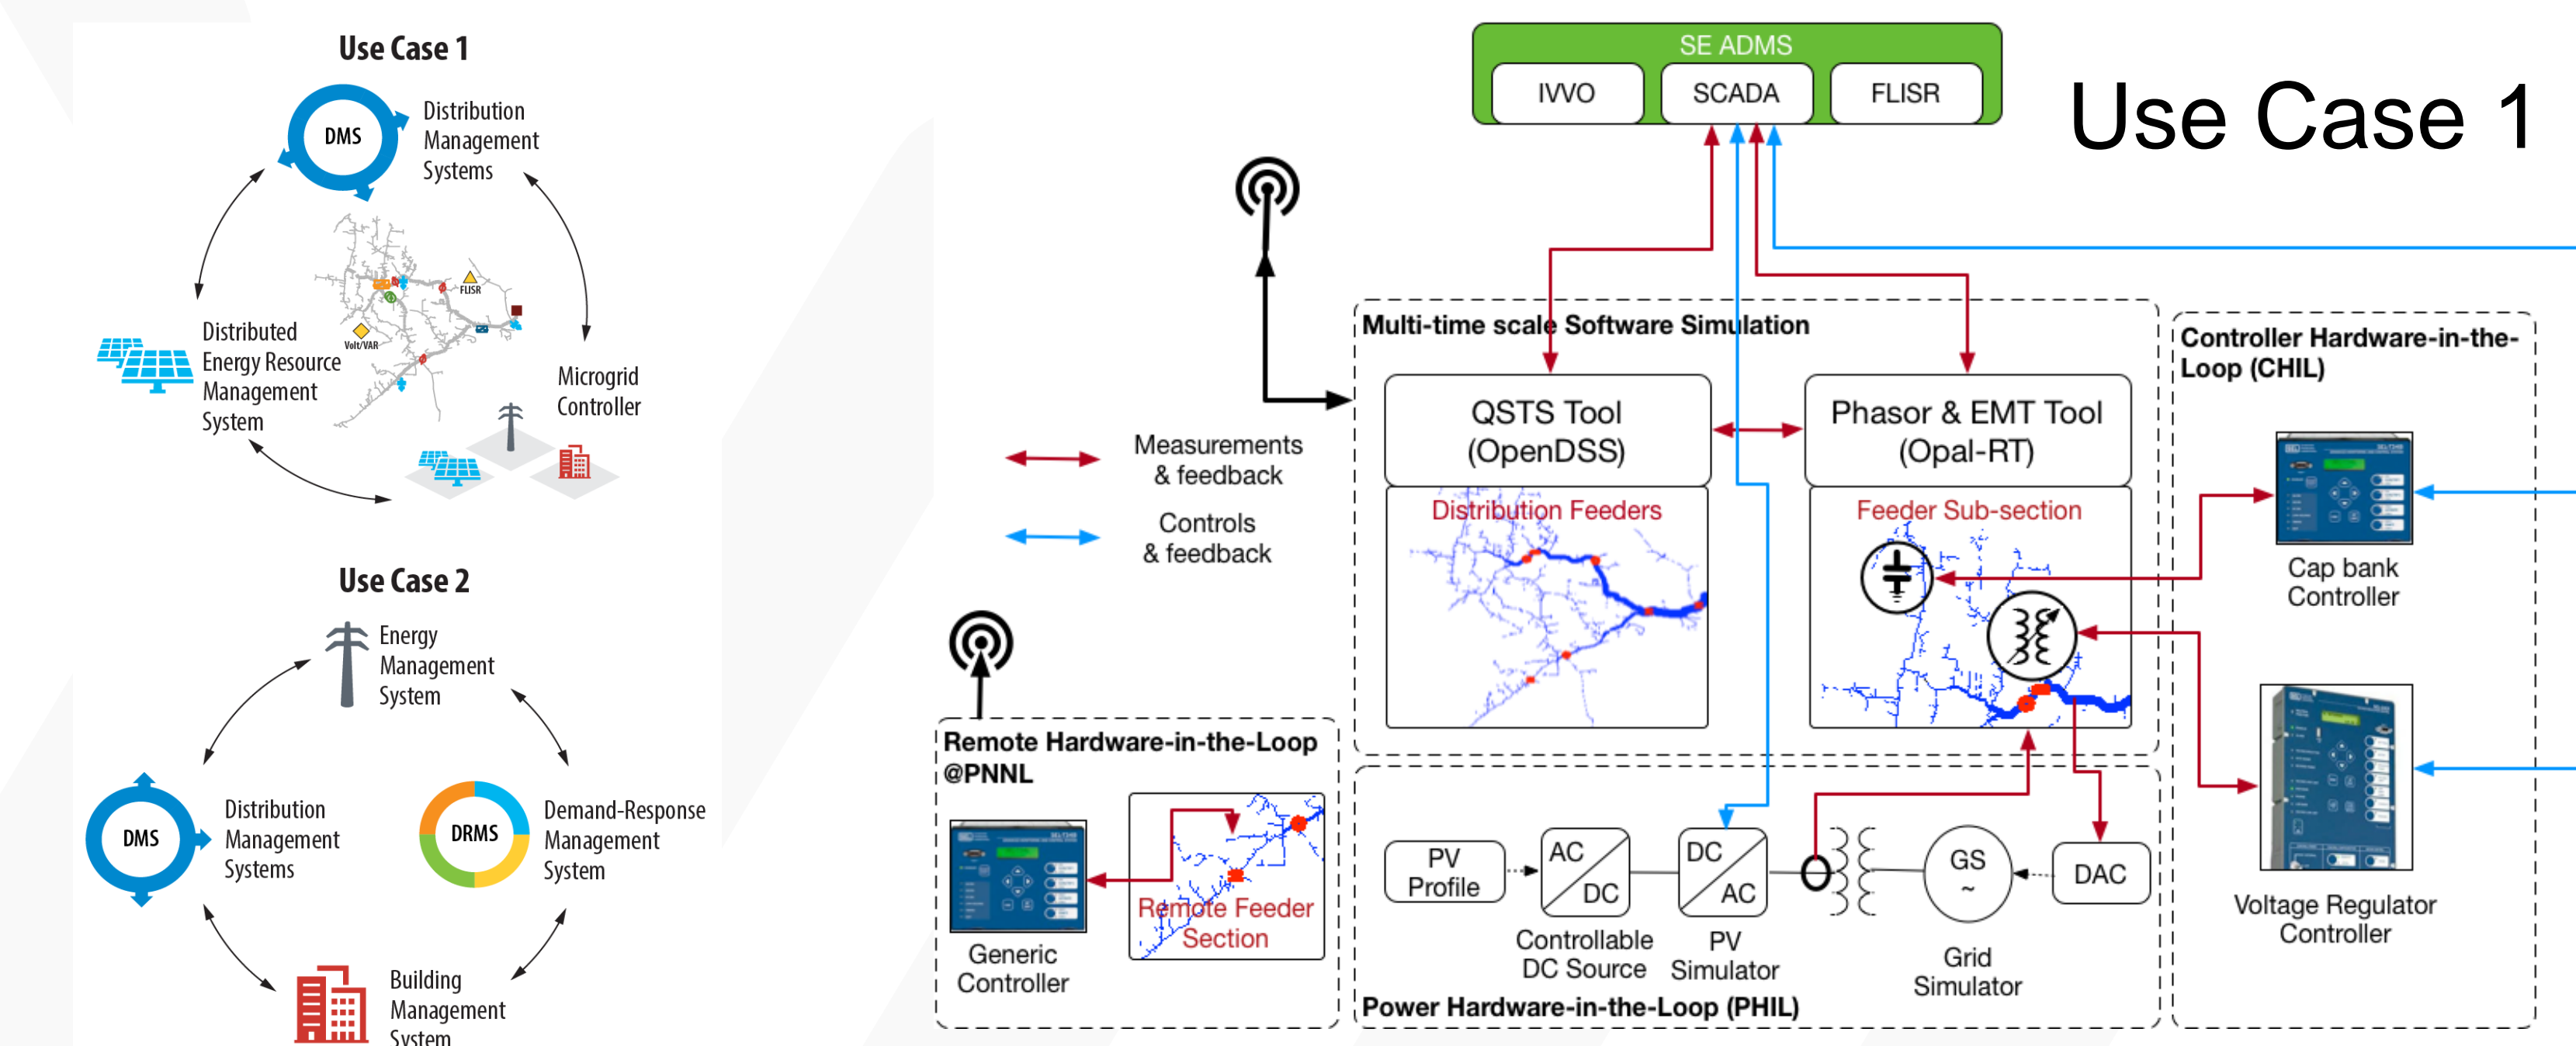 Use Case 1
DMS
Distribution
Management
Systems
FLISR
Volt/VAR
Distributed
Energy Resource
Management
System
Microgrid
Controller
Use Case 2
Energy
Management
System
DMS
Distribution
Management
Systems
DRMS
Demand-Response
Management
System
Building
Management
System
SE ADMS
IVVO
SCADA
FLISR
Use Case 1
Measurements
& feedback
Controls
& feedback
Multi-time scale Software Simulation
QSTS Tool
(OpenDSS)
Phasor & EMT Tool
(Opal-RT)
Distribution Feeders
Feeder Sub-section
Controller Hardware-in-the-
Loop (CHIL)
Cap bank
Controller
Voltage Regulator
Controller
Remote Hardware-in-the-Loop
@PNNL
Generic
Controller
Remote Feeder
Section
PV
Profile
AC
DC
DC
AC
GS
~
DAC
Controllable
DC Source
PV
Simulator
Grid
Simulator
Power Hardware-in-the-Loop (PHIL)